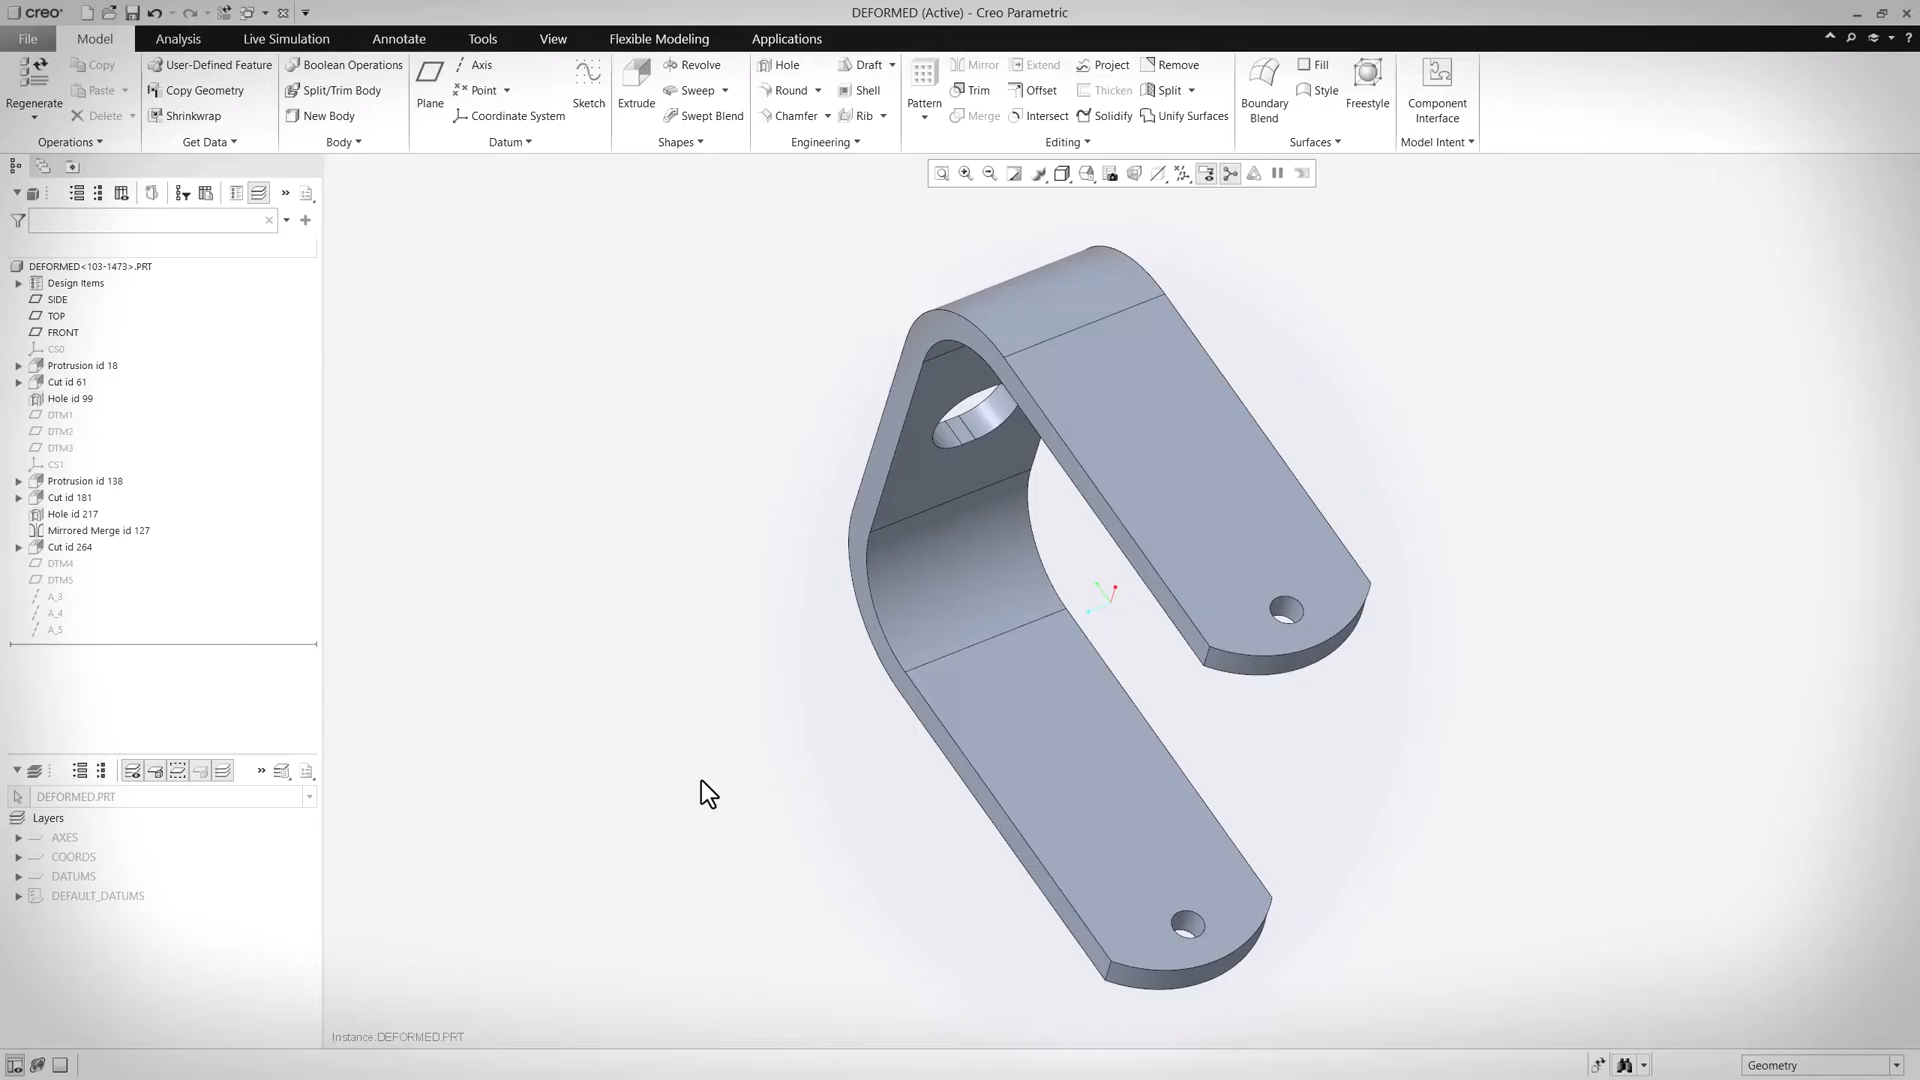 creo®
DEFORMED (Active) - Creo Parametric
File Model Analysis Live Simulation Annotate Tools View Flexible Modeling Applications
Regenerate
Copy
Paste
Delete
Operations
User-Defined Feature
Copy Geometry
Shrinkwrap
Get Data
Boolean Operations
Split/Trim Body
New Body
Body
Plane
Axis
Point
Coordinate System
Sketch
Datum
Extrude
Revolve
Sweep
Swept Blend
Shapes
Hole
Round
Chamfer
Draft
Shell
Rib
Engineering
Pattern
Mirror
Trim
Merge
Extend
Offset
Intersect
Project
Thicken
Solidify
Remove
Split
Unify Surfaces
Editing
Boundary
Blend
Fill
Style
Freestyle
Surfaces
Component
Interface
Model Intent
DEFORMED<103-1473>.PRT
Design Items
SIDE
TOP
FRONT
CS0
Protrusion id 18
Cut id 61
Hole id 99
DTM1
DTM2
DTM3
CS1
Protrusion id 138
Cut id 181
Hole id 217
Mirrored Merge id 127
Cut id 264
DTM4
DTM5
A_3
A_4
A_5
DEFORMED.PRT
Layers
AXES
COORDS
DATUMS
DEFAULT_DATUMS
Instance:DEFORMED.PRT
Geometry